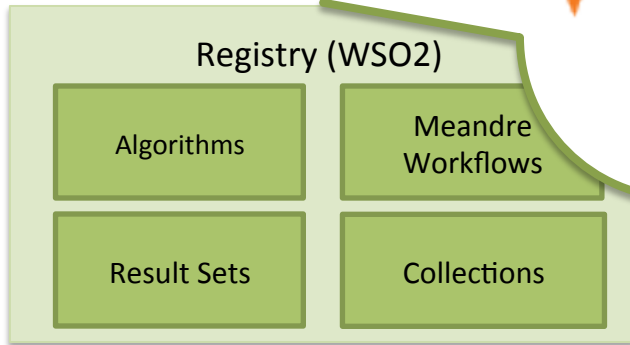 Registry (WSO2)
Algorithms
Meandre
Workflows
Result Sets
Collections